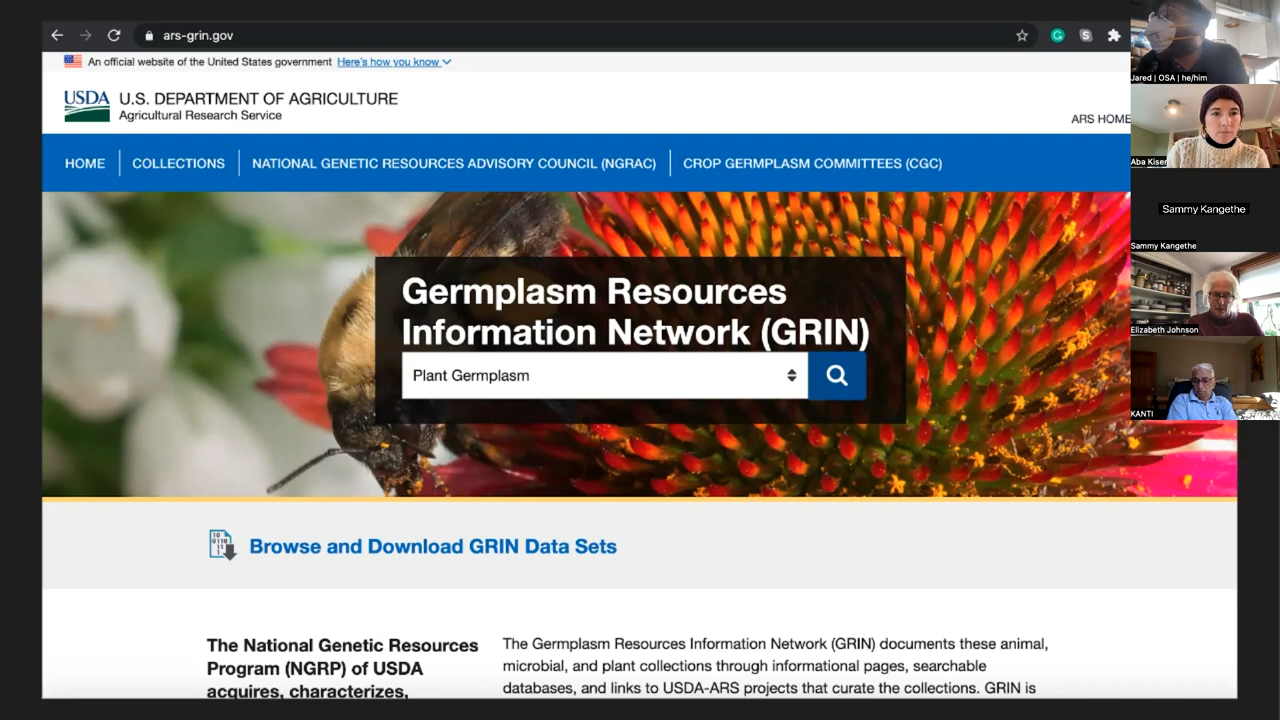 ars-grin.gov
An official website of the United States government Here's how you know
USDA
U.S. DEPARTMENT OF AGRICULTURE
Agricultural Research Service
ARS HOME
HOME
COLLECTIONS
NATIONAL GENETIC RESOURCES ADVISORY COUNCIL (NGRAC)
CROP GERMPLASM COMMITTEES (CGC)
Germplasm Resources
Information Network (GRIN)
Plant Germplasm
Browse and Download GRIN Data Sets
The National Genetic Resources
Program (NGRP) of USDA
acquires, characterizes,
The Germplasm Resources Information Network (GRIN) documents these animal,
microbial, and plant collections through informational pages, searchable
databases, and links to USDA-ARS projects that curate the collections. GRIN is
Jared | OSA | he/him
Aba Kiser
Sammy Kangethe
Sammy Kangethe
Elizabeth Johnson
KANTI